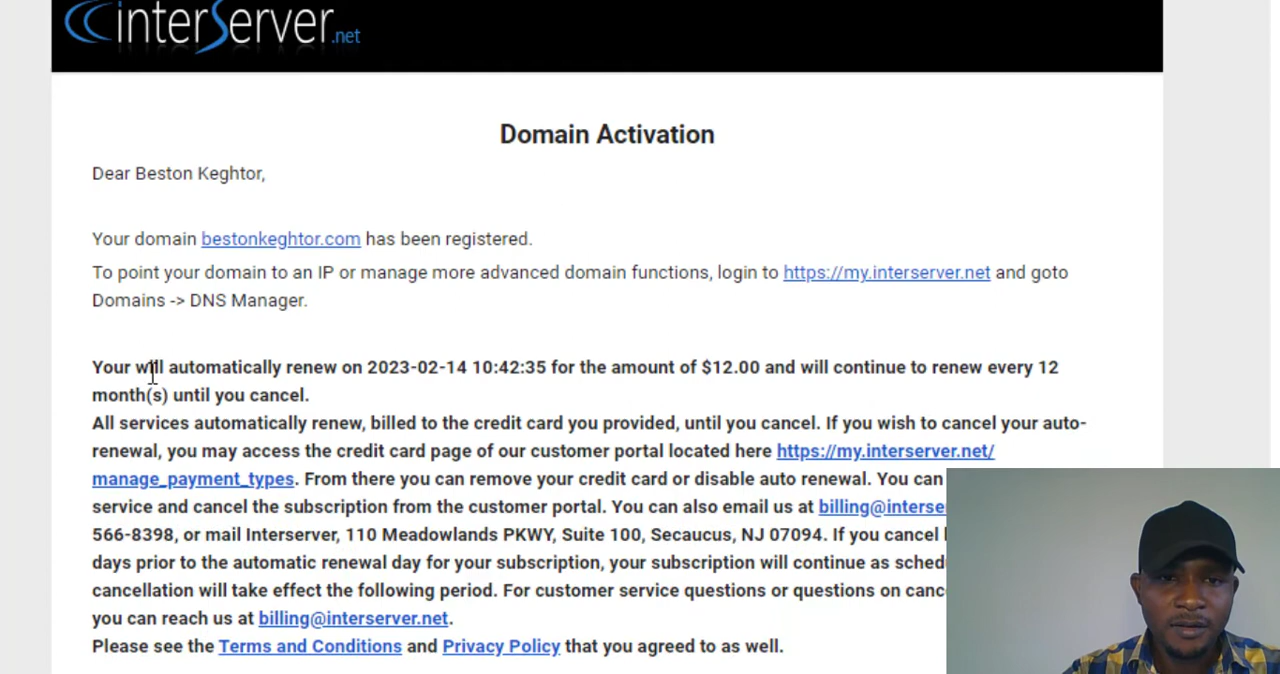 interServer.net
Domain Activation
Dear Beston Keghtor,
Your domain bestonkeghtor.com has been registered.
To point your domain to an IP or manage more advanced domain functions, login to https://my.interserver.net and goto
Domains -> DNS Manager.
Your will automatically renew on 2023-02-14 10:42:35 for the amount of $12.00 and will continue to renew every 12
month(s) until you cancel.
All services automatically renew, billed to the credit card you provided, until you cancel. If you wish to cancel your auto-
renewal, you may access the credit card page of our customer portal located here https://my.interserver.net/
manage_payment_types. From there you can remove your credit card or disable auto renewal. You can
service and cancel the subscription from the customer portal. You can also email us at
566-8398, or mail Interserver, 110 Meadowlands PKWY, Suite 100, Secaucus, NJ 07094. If you cancel
days prior to the automatic renewal day for your subscription, your subscription will continue as
cancellation will take effect the following period. For customer service questions or questions on
you can reach us at billing@interserver.net.
Please see the Terms and Conditions and Privacy Policy that you agreed to as well.